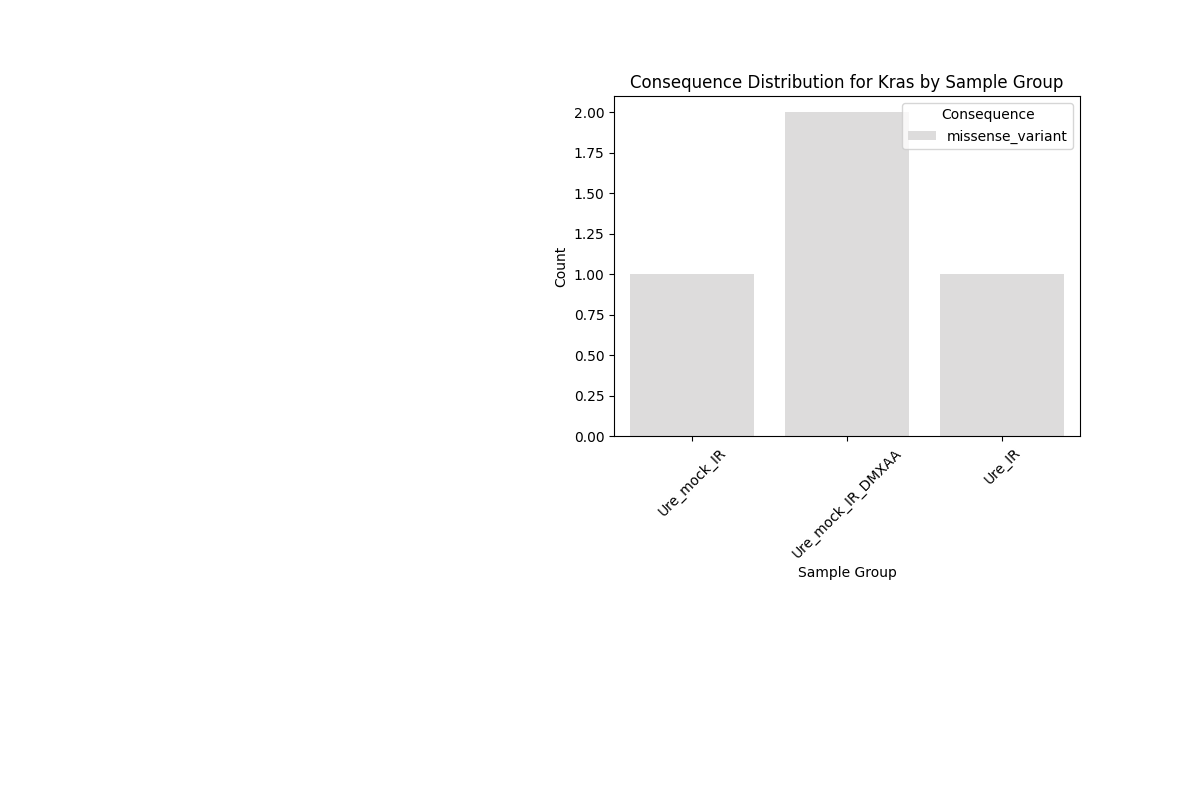 Consequence Distribution for Kras by Sample Group
Consequence
missense_variant
2.00
1.75
1.50
1.25
1.00
0.75
0.50
0.25
0.00
Count
Ure_mock_IR
Ure_mock_IR_DMXAA
Ure_IR
Sample Group